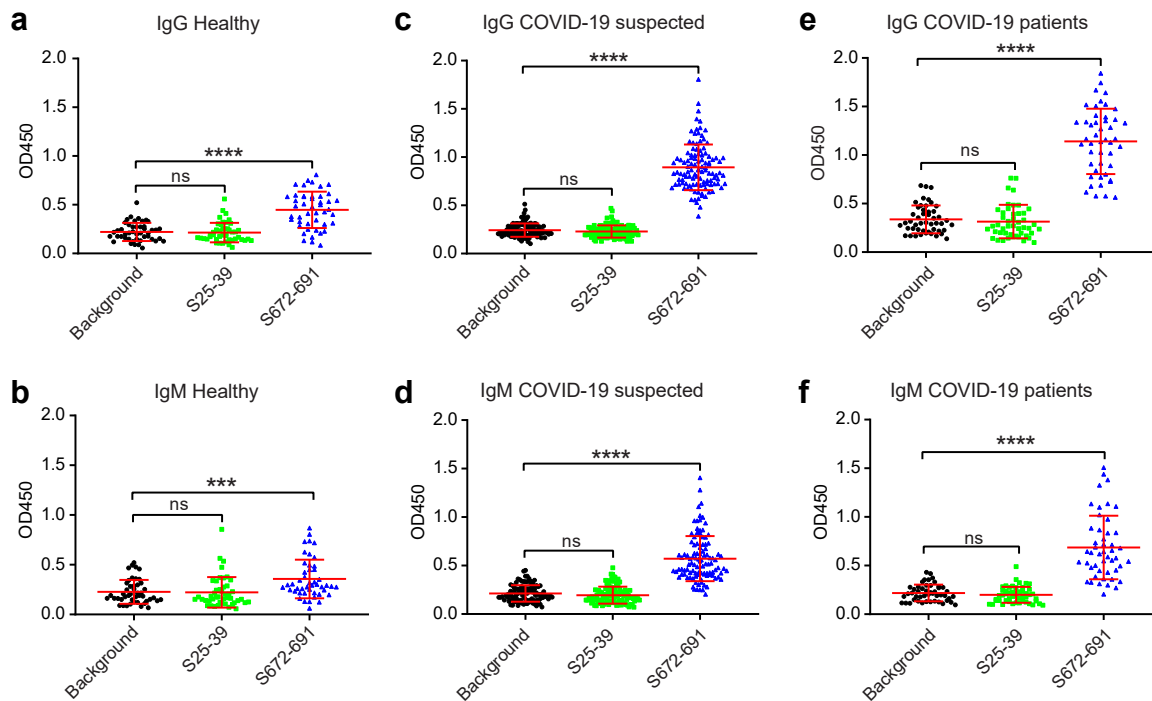 a
IgG Healthy
2.0
1.5
1.0
0.5
0.0
OD450
****
ns
Background
S25-39
S672-691
c
IgG COVID-19 suspected
2.0
1.5
1.0
0.5
0.0
OD450
****
ns
Background
S25-39
S672-691
e
IgG COVID-19 patients
2.0
1.5
1.0
0.5
0.0
OD450
****
ns
Background
S25-39
S672-691
b
IgM Healthy
2.0
1.5
1.0
0.5
0.0
OD450
***
ns
Background
S25-39
S672-691
d
IgM COVID-19 suspected
2.0
1.5
1.0
0.5
0.0
OD450
****
ns
Background
S25-39
S672-691
f
IgM COVID-19 patients
2.0
1.5
1.0
0.5
0.0
OD450
****
ns
Background
S25-39
S672-691